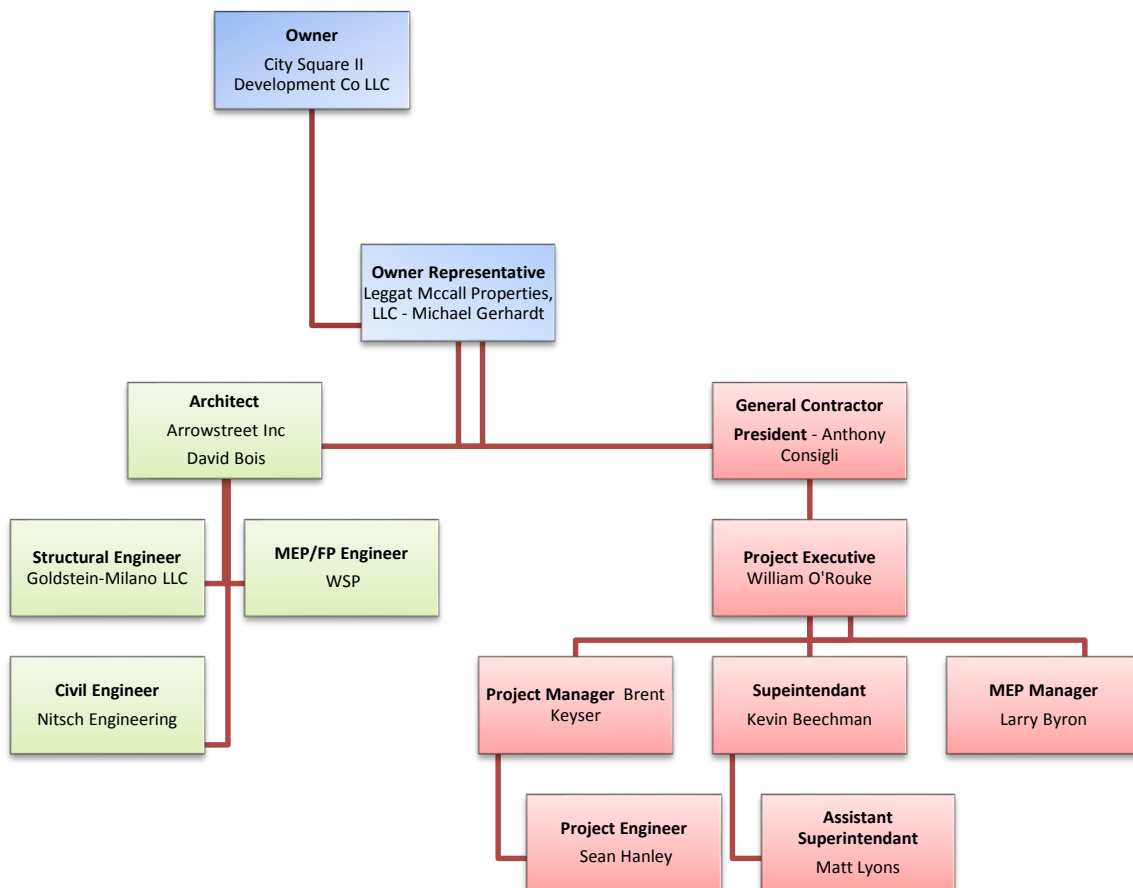 Owner
City Square II
Development Co LLC
Owner Representative
Leggat Mccall Properties,
LLC - Michael Gerhardt
Architect
Arrowstreet Inc
David Bois
General Contractor
President - Anthony
Consigli
Structural Engineer
Goldstein-Milano LLC
MEP/FP Engineer
WSP
Project Executive
William O'Rouke
Civil Engineer
Nitsch Engineering
Project Manager Brent
Keyser
Supeintendant
Kevin Beechman
MEP Manager
Larry Byron
Project Engineer
Sean Hanley
Assistant
Superintendant
Matt Lyons